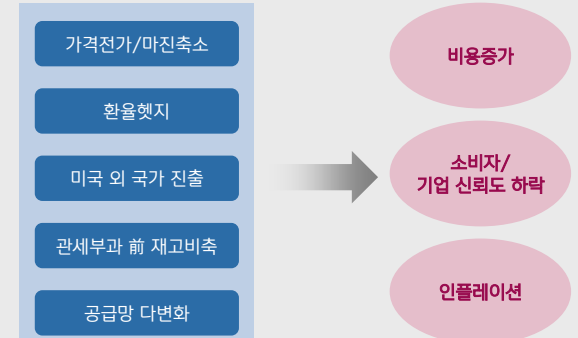 가격전가/마진축소
환율헷지
미국 외 국가 진출
관세부과 前 재고비축
공급망 다변화
비용증가
소비자/
기업 신뢰도 하락
인플레이션